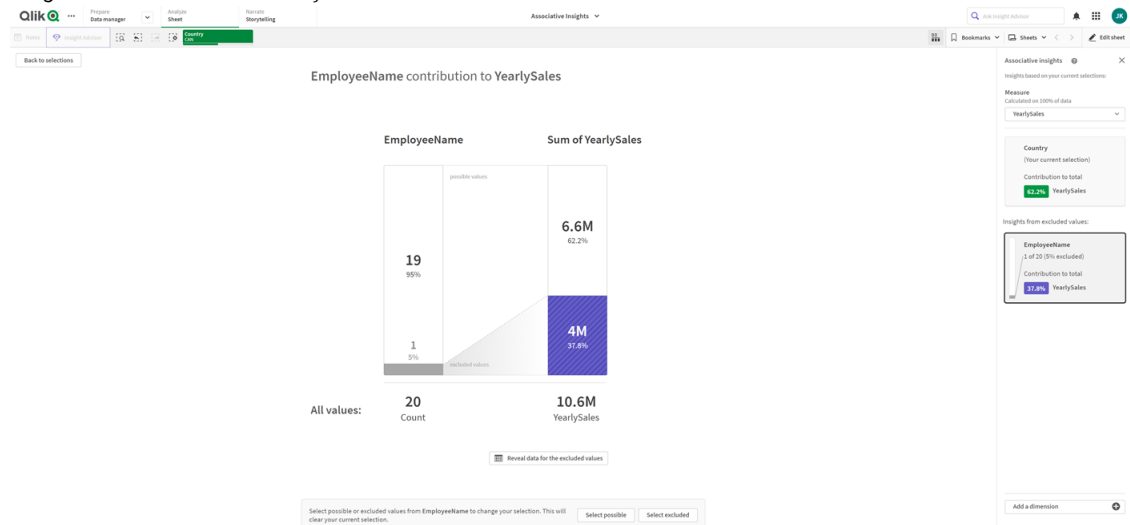 Qlik
Prepare
Data manager
Analyze
Sheet
Narrate
Storytelling
Associative Insights
Ask Insight Advisor
JK
Notes
Insight Advisor
Country
CAN
Bookmarks
Sheets
Edit sheet
Back to selections
EmployeeName contribution to YearlySales
EmployeeName
Sum of YearlySales
possible values
6.6M
62.2%
19
95%
4M
37.8%
1
5%
excluded values
All values:
20
Count
10.6M
YearlySales
Reveal data for the excluded values
Select possible or excluded values from EmployeeName to change your selection. This will
clear your current selection.
Select possible
Select excluded
Associative insights
Insights based on your current selections:
Measure
Calculated on 100% of data
YearlySales
Country
(Your current selection)
Contribution to total
62.2% YearlySales
Insights from excluded values:
EmployeeName
1 of 20 (5% excluded)
Contribution to total
37.8% YearlySales
Add a dimension